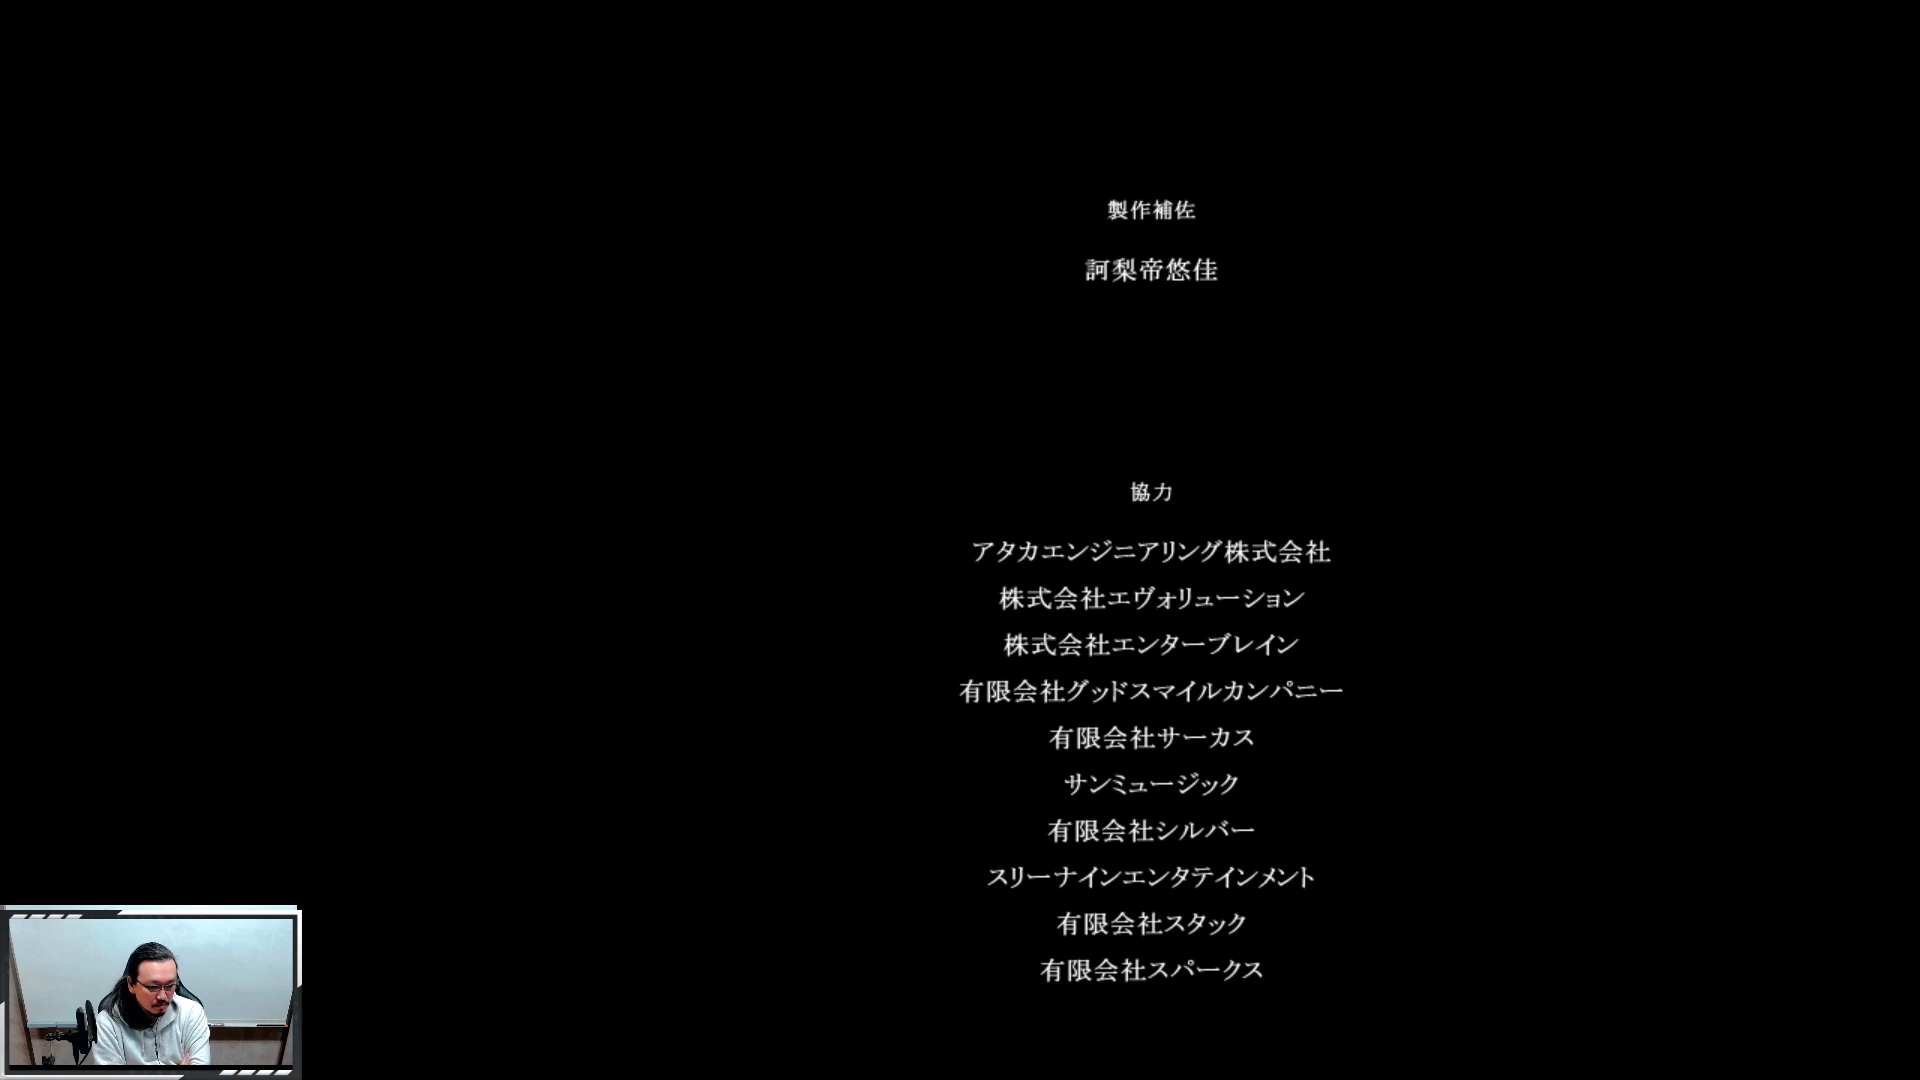 製作補佐
訶梨帝悠佳
協力
アタカエンジニアリング株式会社
株式会社エヴォリューション
株式会社エンターブレイン
有限会社グッドスマイルカンパニー
有限会社サーカス
サンミュージック
有限会社シルバー
スリーナインエンタテインメント
有限会社スタック
有限会社スパークス